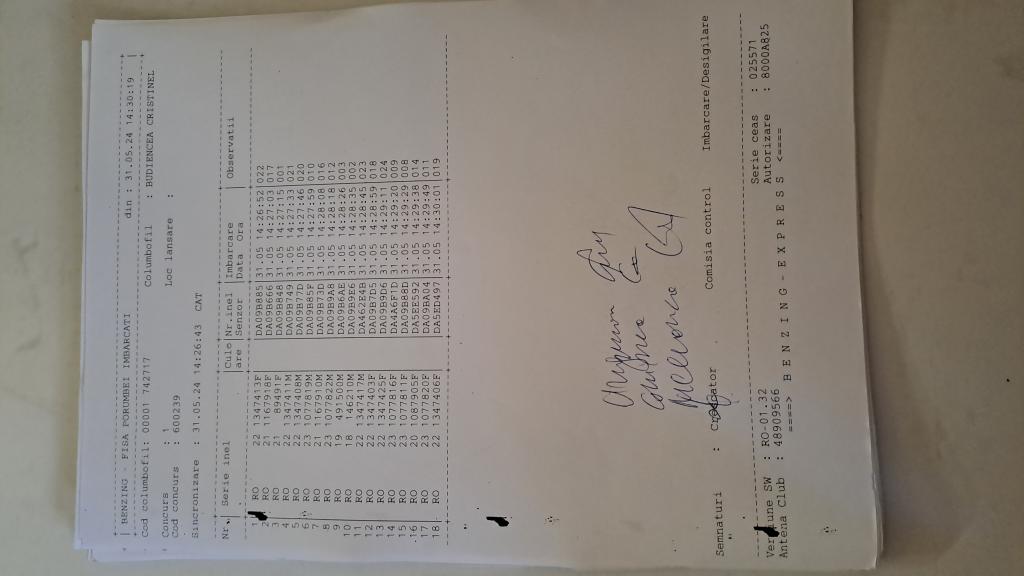 BENZING - FISA PORUMBEI IMBARCATI din : 31.05.24 14:30:19
Cod columbofil: 00001 742717 Columbofil : BUDIENCEA CRISTINEL
Concurs : 1 Loc lansare :
Cod concurs : 600239
Sincronizare : 31.05.24 14:26:43 CAT
Nr. Serie inel Culo Nr.inel Imbarcare Observatii
are Senzor Data Ora
1 RO 22 1347413F DA09B885 31.05 14:26:52 022
2 RO 21 1167918F DA09B666 31.05 14:27:03 017
3 RO 21 89491F DA09B848 31.05 14:27:15 001
4 RO 22 1347411M DA09B749 31.05 14:27:33 021
5 RO 22 1347408M DA09B77D 31.05 14:27:46 020
6 RO 23 1077819M DA09B85F 31.05 14:27:59 010
7 RO 21 1167910M DA09B73D 31.05 14:28:08 016
8 RO 23 1077822M DA09B9A8 31.05 14:28:18 012
9 RO 19 491500M DA09B6AE 31.05 14:28:26 003
10 RO 18 146210M DA09B9E6 31.05 14:28:35 002
11 RO 22 1347417M DA462E4B 31.05 14:28:45 023
12 RO 22 1347403F DA09B7D5 31.05 14:28:59 018
13 RO 22 1347425F DA09B9D6 31.05 14:29:11 024
14 RO 23 1077816F DA4A6F1D 31.05 14:29:20 009
15 RO 23 1077811F DA09B88D 31.05 14:29:29 008
16 RO 20 1087905F DA5EE592 31.05 14:29:38 014
17 RO 23 1077820F DA09BA04 31.05 14:29:49 011
18 RO 22 1347406F DA5ED497 31.05 14:30:01 019
Semnaturi : Crescator Comisia control Imbarcare/Desigilare
Versiune SW : RO-01.32 Serie ceas : 025571
Antena Club : 48909566 Autorizare : 8000A825
====> B E N Z I N G - E X P R E S S <====